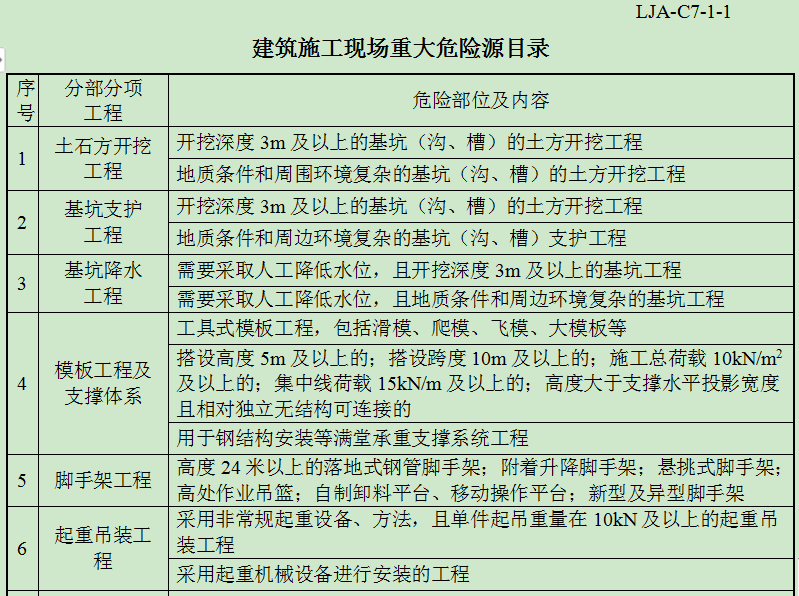 LJA-C7-1-1
建筑施工现场重大危险源目录
序号
分部分项
工程
危险部位及内容
1
土石方开挖
工程
开挖深度 3m 及以上的基坑（沟、槽）的土方开挖工程
地质条件和周围环境复杂的基坑（沟、槽）的土方开挖工程
2
基坑支护
工程
开挖深度 3m 及以上的基坑（沟、槽）的土方开挖工程
地质条件和周边环境复杂的基坑（沟、槽）支护工程
3
基坑降水
工程
需要采取人工降低水位，且开挖深度 3m 及以上的基坑工程
需要采取人工降低水位，且地质条件和周边环境复杂的基坑工程
4
模板工程及
支撑体系
工具式模板工程，包括滑模、爬模、飞模、大模板等
搭设高度 5m 及以上的；搭设跨度 10m 及以上的；施工总荷载 10kN/m²
及以上的；集中线荷载 15kN/m 及以上的；高度大于支撑水平投影宽度
且相对独立无结构可连接的
用于钢结构安装等满堂承重支撑系统工程
5
脚手架工程
高度 24 米以上的落地式钢管脚手架；附着升降脚手架；悬挑式脚手架；
高处作业吊篮；自制卸料平台、移动操作平台；新型及异型脚手架
6
起重吊装工
程
采用非常规起重设备、方法，且单件起吊重量在 10kN 及以上的起重吊
装工程
采用起重机械设备进行安装的工程